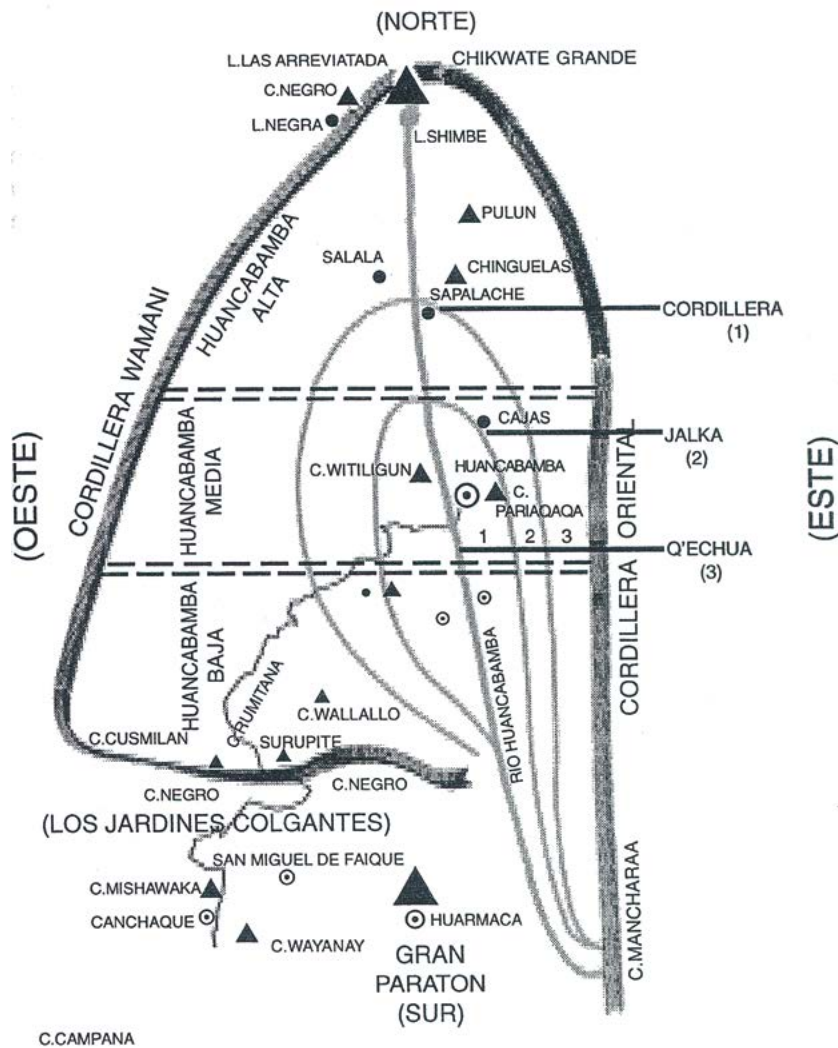 (NORTE)
L.LAS ARREVIATADA
CHIKWATE GRANDE
C.NEGRO
L.NEGRA
L.SHIMBE
PULUN
SALALA
CHINGUELAS
SAPALACHE
CORDILLERA
(1)
HUANCABAMBA
ALTA
CORDILLERA WAMANI
CAJAS
JALKA
(2)
(OESTE)
HUANCABAMBA
MEDIA
C.WITILIGUN
HUANCABAMBA
C.
PARIAQAQA
1 2 3
CORDILLERA ORIENTAL
(ESTE)
Q'ECHUA
(3)
HUANCABAMBA
BAJA
Q.RUMITANA
RIO HUANCABAMBA
C.WALLALLO
C.CUSMILAN
SURUPITE
C.NEGRO
C.NEGRO
(LOS JARDINES COLGANTES)
SAN MIGUEL DE FAIQUE
C.MISHAWAKA
CANCHAQUE
HUARMACA
C.WAYANAY
C.MANCHARAA
GRAN
PARATON
(SUR)
C.CAMPANA